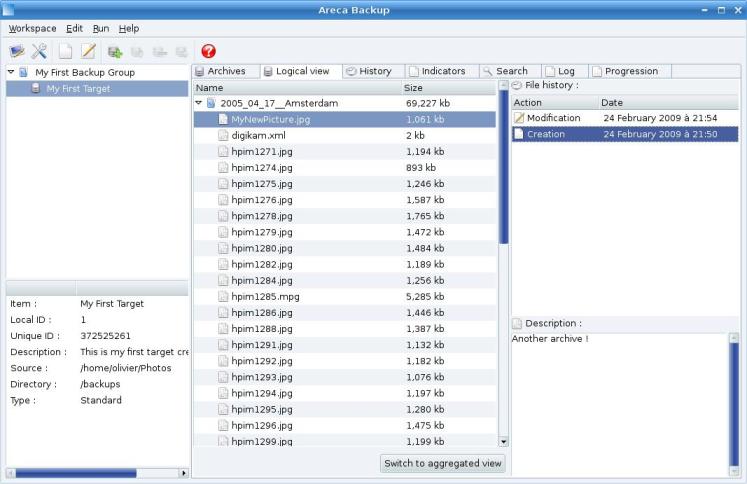 Areca Backup
Workspace Edit Run Help
My First Backup Group
My First Target
Item : My First Target
Local ID : 1
Unique ID : 372525261
Description : This is my first target cre
Source : /home/olivier/Photos
Directory : /backups
Type : Standard
Archives Logical view History Indicators Search Log Progression
Name Size
2005_04_17__Amsterdam 69,227 kb
MyNewPicture.jpg 1,061 kb
digikam.xml 2 kb
hpim1271.jpg 1,194 kb
hpim1274.jpg 893 kb
hpim1275.jpg 1,246 kb
hpim1276.jpg 1,587 kb
hpim1278.jpg 1,765 kb
hpim1279.jpg 1,472 kb
hpim1280.jpg 1,484 kb
hpim1282.jpg 1,189 kb
hpim1284.jpg 1,256 kb
hpim1285.mpg 5,285 kb
hpim1286.jpg 1,446 kb
hpim1288.jpg 1,387 kb
hpim1291.jpg 1,132 kb
hpim1292.jpg 1,182 kb
hpim1293.jpg 1,076 kb
hpim1294.jpg 1,197 kb
hpim1295.jpg 1,280 kb
hpim1296.jpg 1,475 kb
hpim1299.jpg 1,199 kb
Switch to aggregated view
File history :
Action Date
Modification 24 February 2009 à 21:54
Creation 24 February 2009 à 21:50
Description :
Another archive !